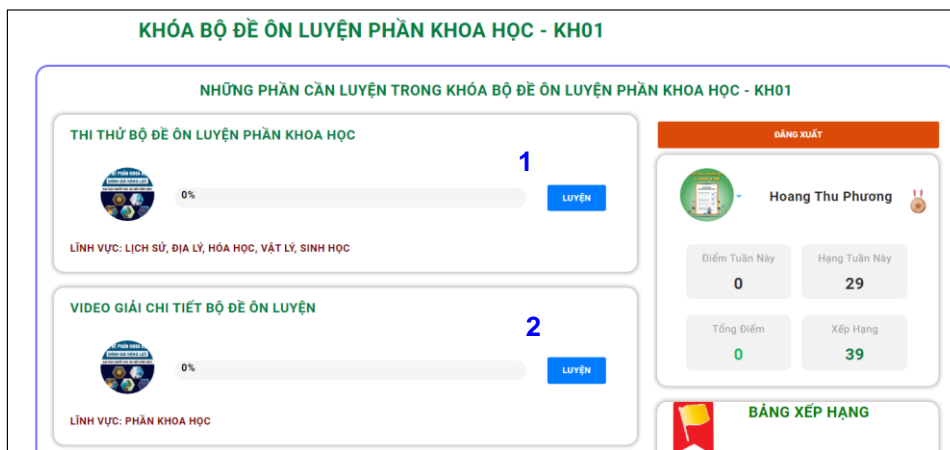 KHÓA BỘ ĐỀ ÔN LUYỆN PHẦN KHOA HỌC - KH01
NHỮNG PHẦN CẦN LUYỆN TRONG KHÓA BỘ ĐỀ ÔN LUYỆN PHẦN KHOA HỌC - KH01
THI THỬ BỘ ĐỀ ÔN LUYỆN PHẦN KHOA HỌC
1
0%
LUYỆN
LĨNH VỰC: LỊCH SỬ, ĐỊA LÝ, HÓA HỌC, VẬT LÝ, SINH HỌC
VIDEO GIẢI CHI TIẾT BỘ ĐỀ ÔN LUYỆN
2
0%
LUYỆN
LĨNH VỰC: PHẦN KHOA HỌC
ĐĂNG XUẤT
Hoang Thu Phương
Điểm Tuần Này
0
Hạng Tuần Này
29
Tổng Điểm
0
Xếp Hạng
39
BẢNG XẾP HẠNG